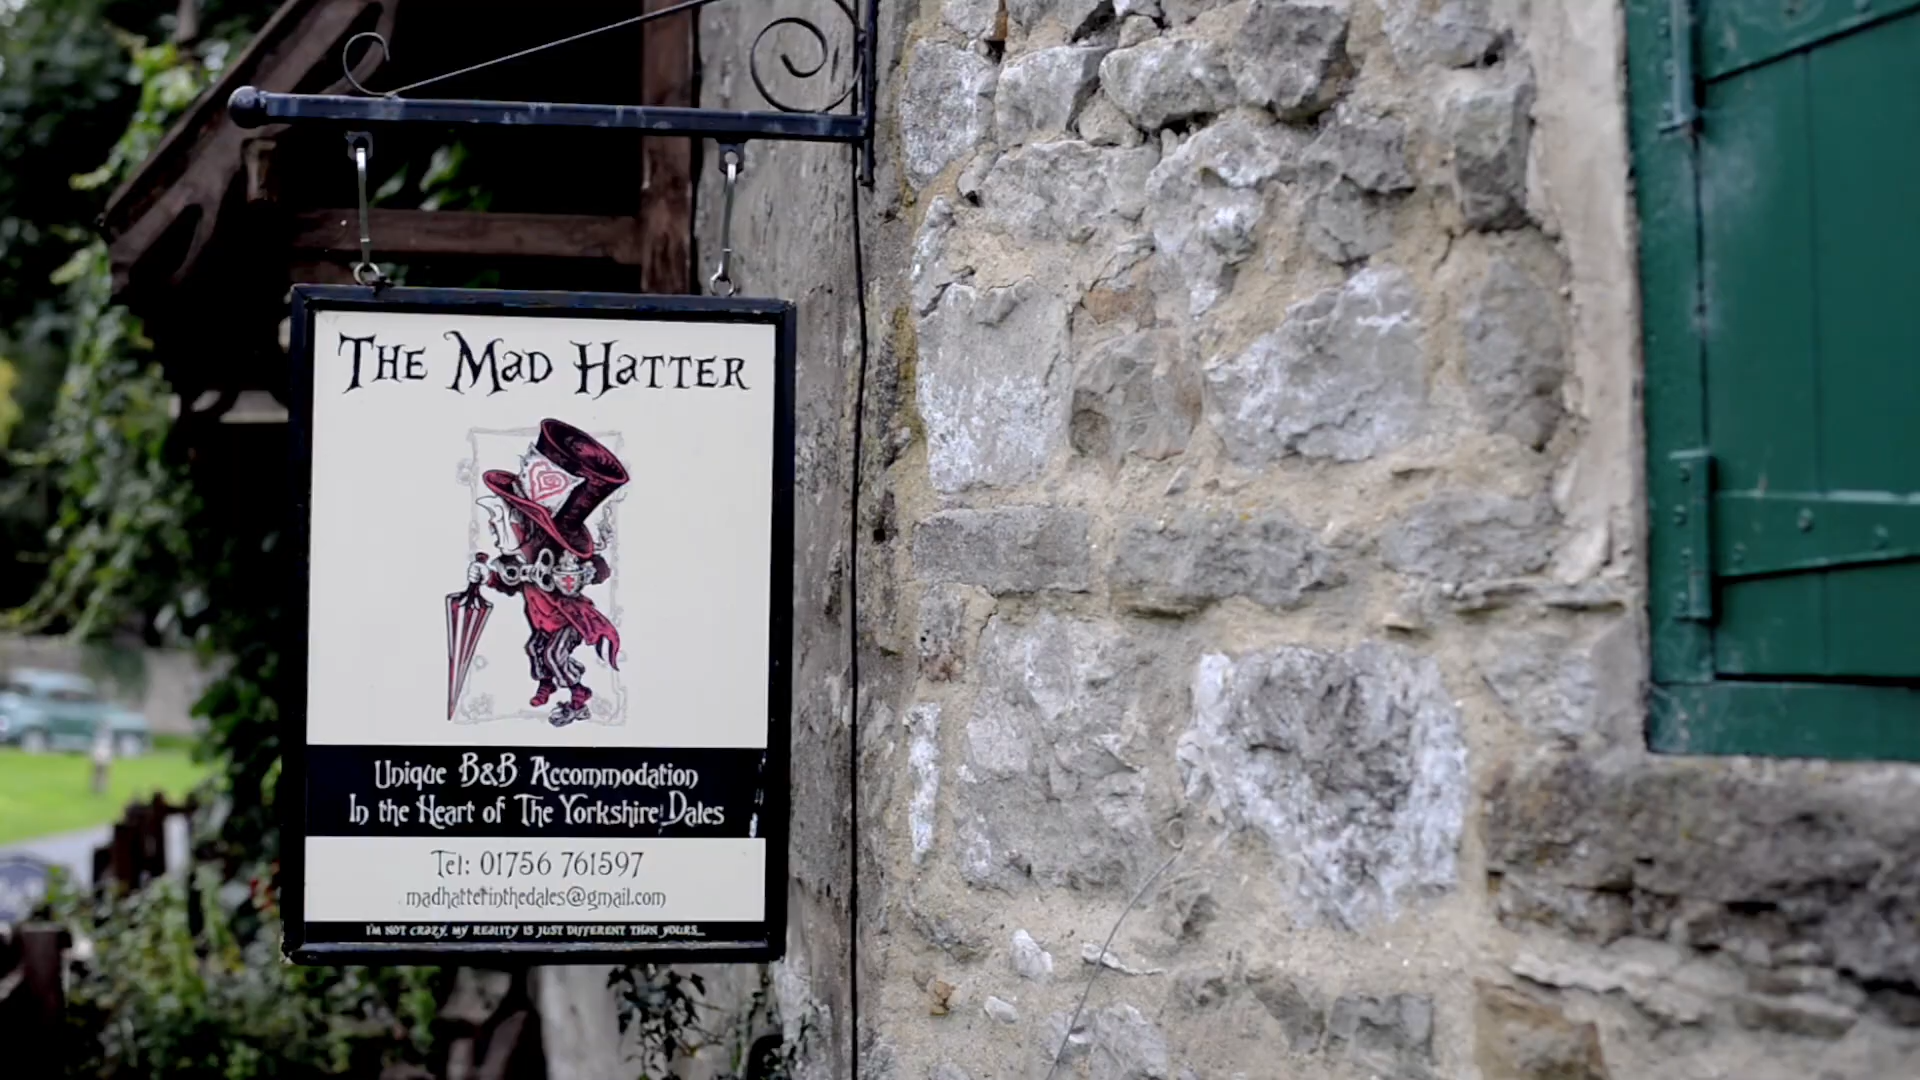 THE MAD HATTER
Unique B&B Accommodation
In the Heart of The Yorkshire Dales
Tel: 01756 761597
madhatterinthedales@gmail.com
I'M NOT CRAZY, MY REALITY IS JUST DIFFERENT THAN YOURS...